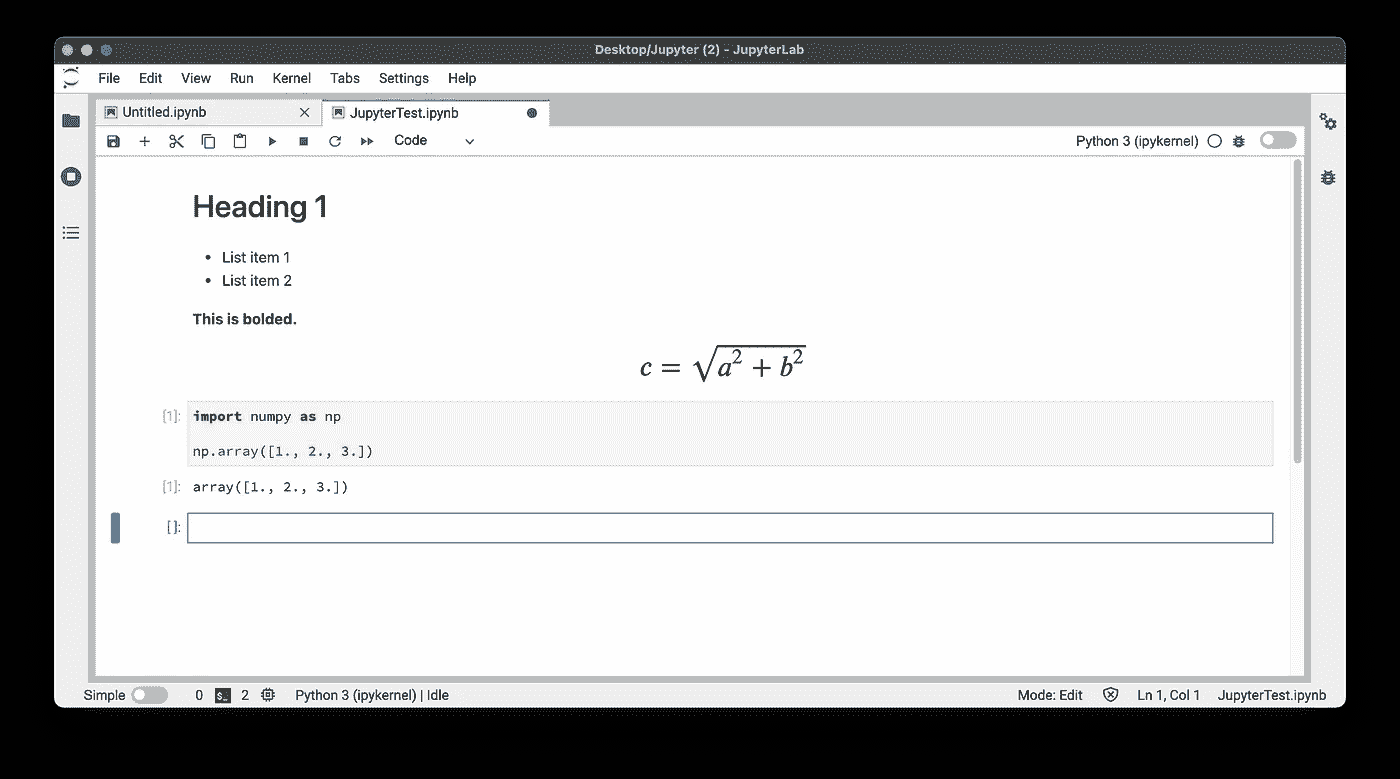 Desktop/Jupyter (2) - JupyterLab
File Edit View Run Kernel Tabs Settings Help
Untitled.ipynb JupyterTest.ipynb
Code Python 3 (ipykernel)
Heading 1
• List item 1
• List item 2
This is bolded.
c = √a² + b²
[1]: import numpy as np
np.array([1., 2., 3.])
[1]: array([1., 2., 3.])
[ ]:
Simple 0 $_ 2 Python 3 (ipykernel) | Idle Mode: Edit Ln 1, Col 1 JupyterTest.ipynb